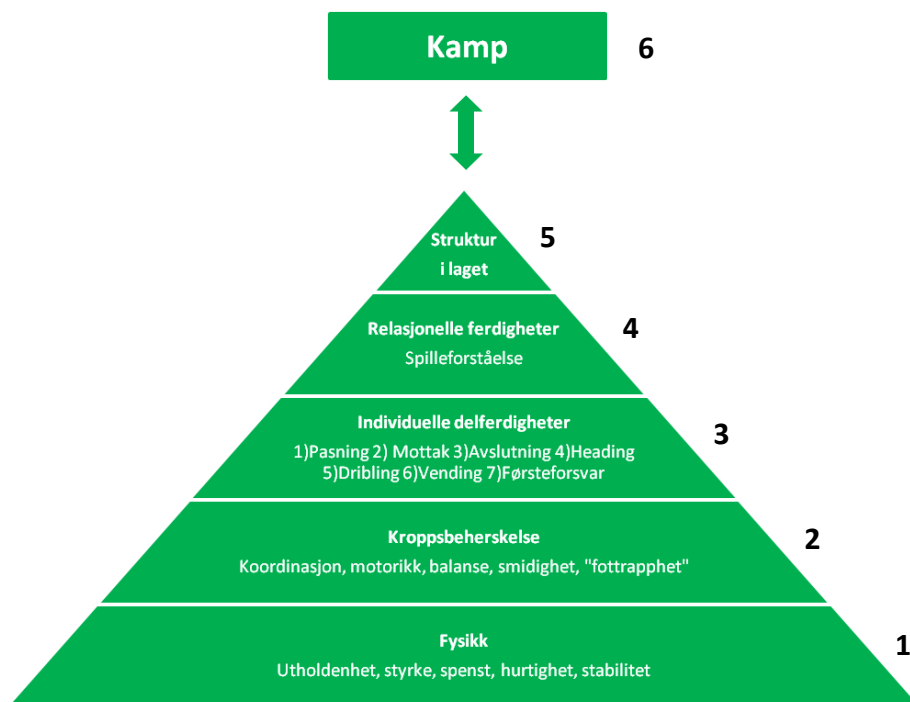 Kamp
6
Struktur
i laget
5
Relasjonelle ferdigheter
Spilleforståelse
4
Individuelle delferdigheter
1)Pasning 2) Mottak 3)Avslutning 4)Heading
5)Dribling 6)Vending 7)Førsteforsvar
3
Kroppsbeherskelse
Koordinasjon, motorikk, balanse, smidighet, "fottrapphet"
2
Fysikk
Utholdenhet, styrke, spenst, hurtighet, stabilitet
1